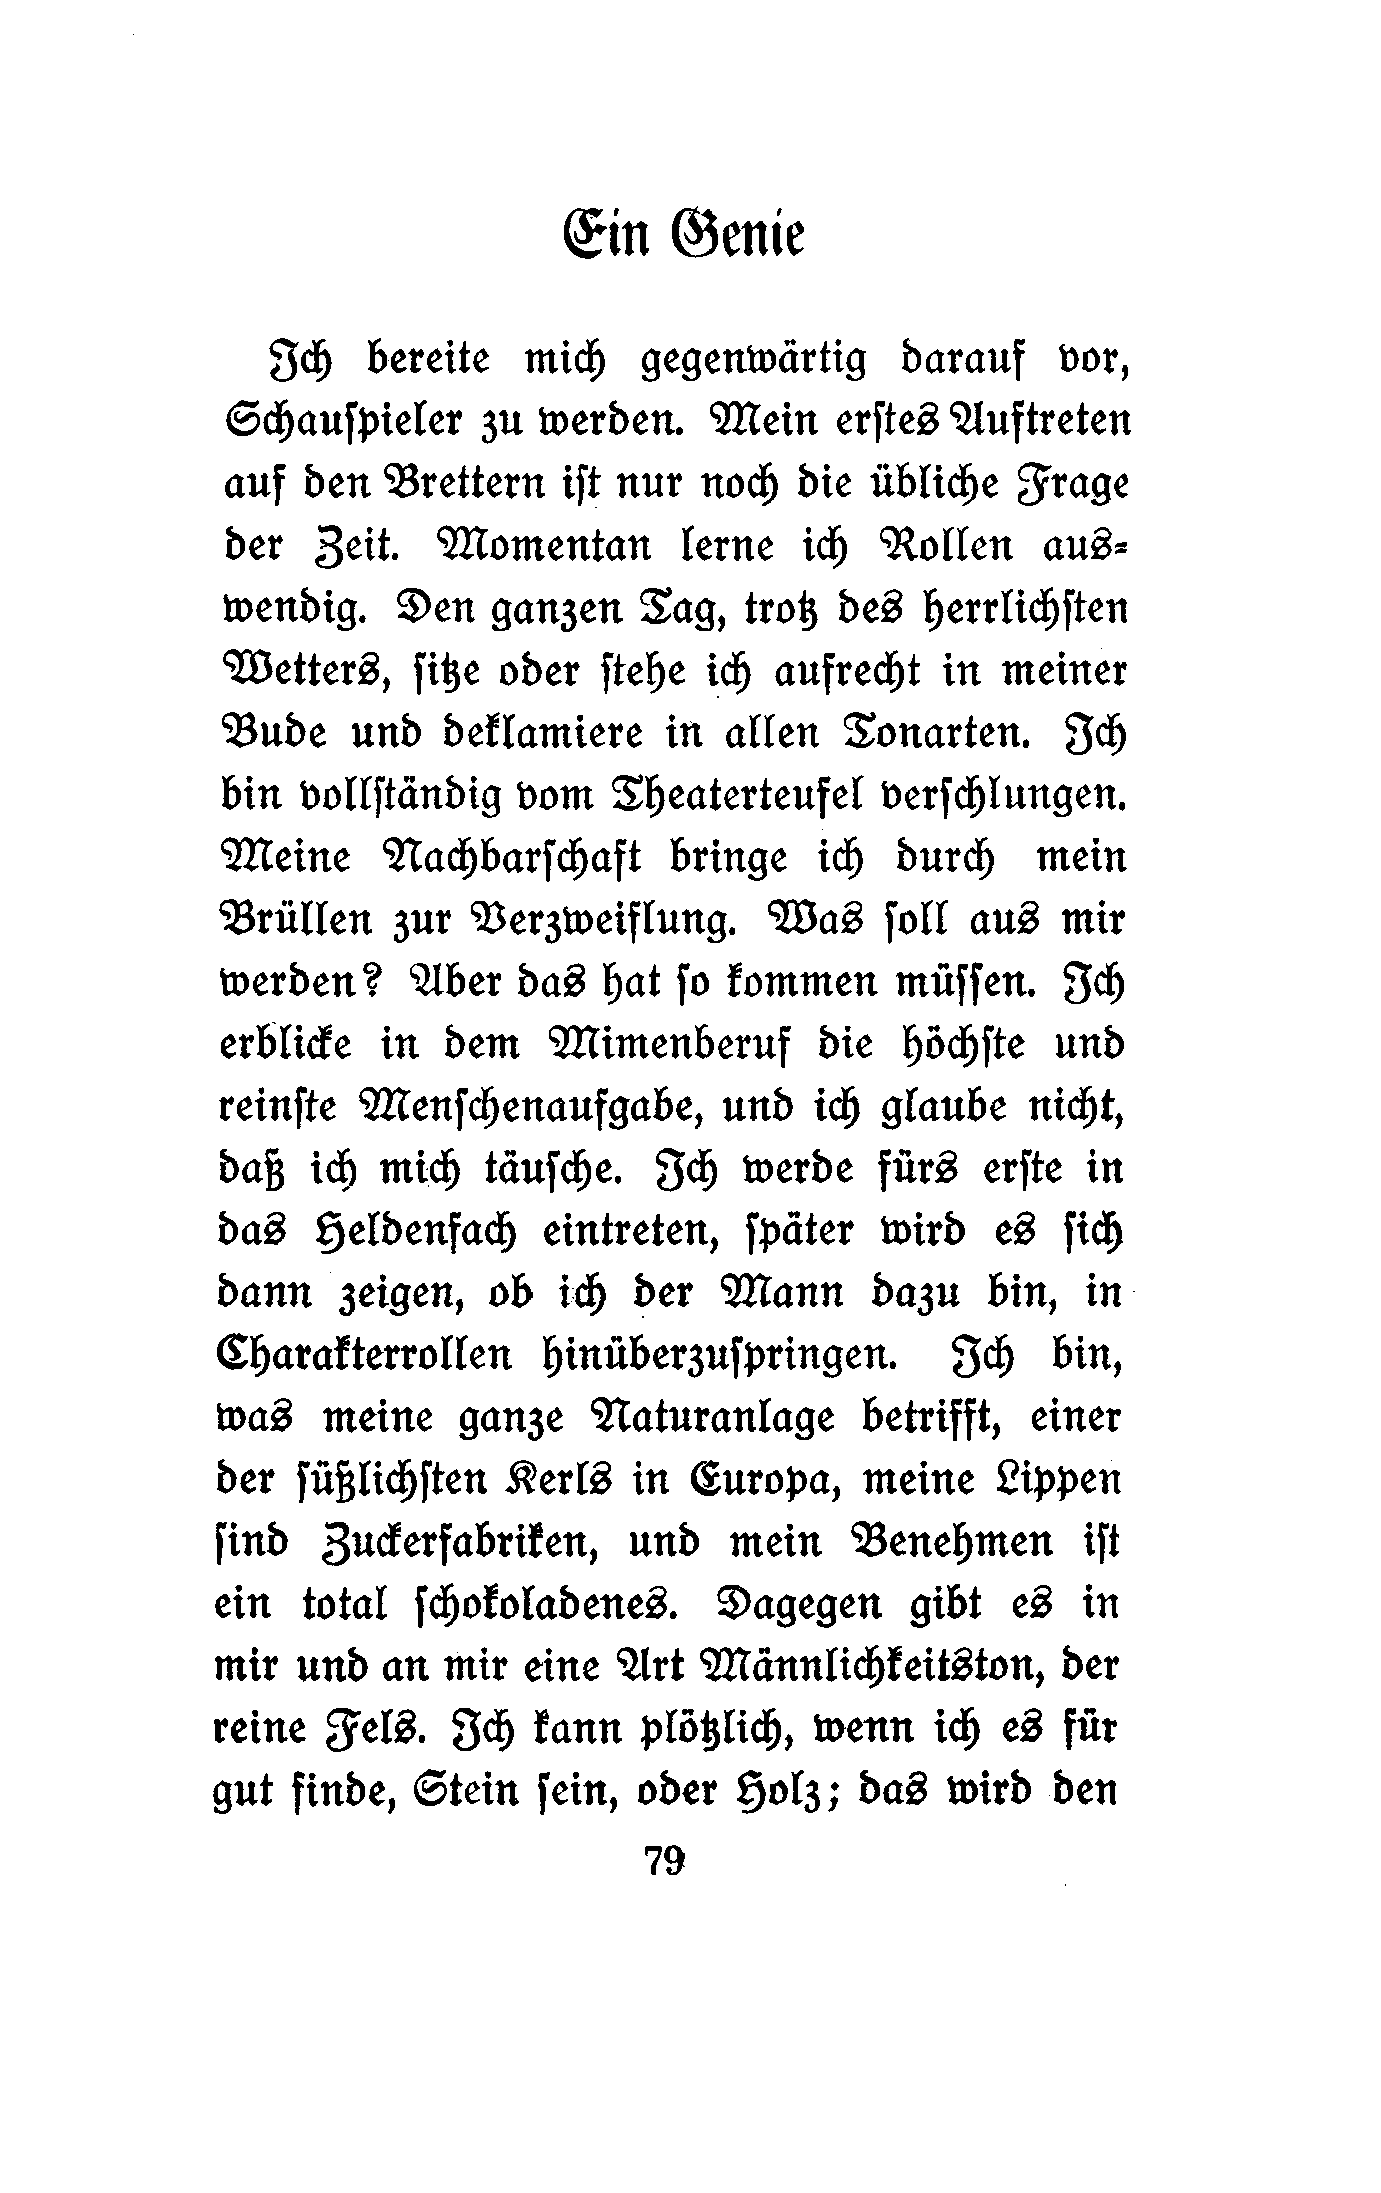 Ein Genie
Ich bereite mich gegenwärtig darauf vor,
Schauſpieler zu werden. Mein erſtes Auftreten
auf den Brettern iſt nur noch die übliche Frage
der Zeit. Momentan lerne ich Rollen aus⸗
wendig. Den ganzen Tag, trotz des herrlichſten
Wetters, ſitze oder ſtehe ich aufrecht in meiner
Bude und deklamiere in allen Tonarten. Ich
bin vollſtändig vom Theaterteufel verſchlungen.
Meine Nachbarſchaft bringe ich durch mein
Brüllen zur Verzweiflung. Was ſoll aus mir
werden? Aber das hat ſo kommen müſſen. Ich
erblicke in dem Mimenberuf die höchſte und
reinſte Menſchenaufgabe, und ich glaube nicht,
daß ich mich täuſche. Ich werde fürs erſte in
das Heldenfach eintreten, ſpäter wird es ſich
dann zeigen, ob ich der Mann dazu bin, in
Charakterrollen hinüberzuſpringen. Ich bin,
was meine ganze Naturanlage betrifft, einer
der ſüßlichſten Kerls in Europa, meine Lippen
ſind Zuckerfabriken, und mein Benehmen iſt
ein total ſchokoladenes. Dagegen gibt es in
mir und an mir eine Art Männlichkeitston, der
reine Fels. Ich kann plötzlich, wenn ich es für
gut finde, Stein ſein, oder Holz; das wird den
79